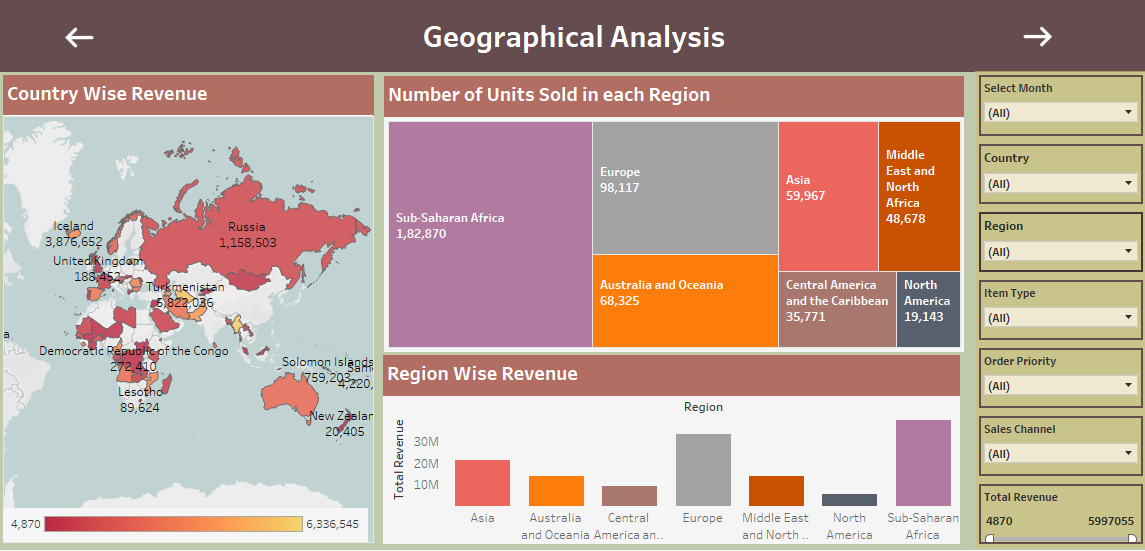 Geographical Analysis
Country Wise Revenue
Iceland
3,876,652
Russia
1,158,503
United Kingdom
188,452
Turkmenistan
5,822,036
a
Democratic Republic of the Congo
272,410
Lesotho
89,624
Solomon Islands
759,203
4,220,
New Zealan
20,405
4,870
6,336,545
Number of Units Sold in each Region
Sub-Saharan Africa
1,82,870
Europe
98,117
Australia and Oceania
68,325
Asia
59,967
Middle
East and
North
Africa
48,678
Central America
and the Caribbean
35,771
North
America
19,143
Region Wise Revenue
Region
Total Revenue
30M
20M
10M
Asia
Australia
and Oceania
Central
America an..
Europe
Middle East
and North ..
North
America
Sub-Saharan
Africa
Select Month
(All)
Country
(All)
Region
(All)
Item Type
(All)
Order Priority
(All)
Sales Channel
(All)
Total Revenue
4870
5997055